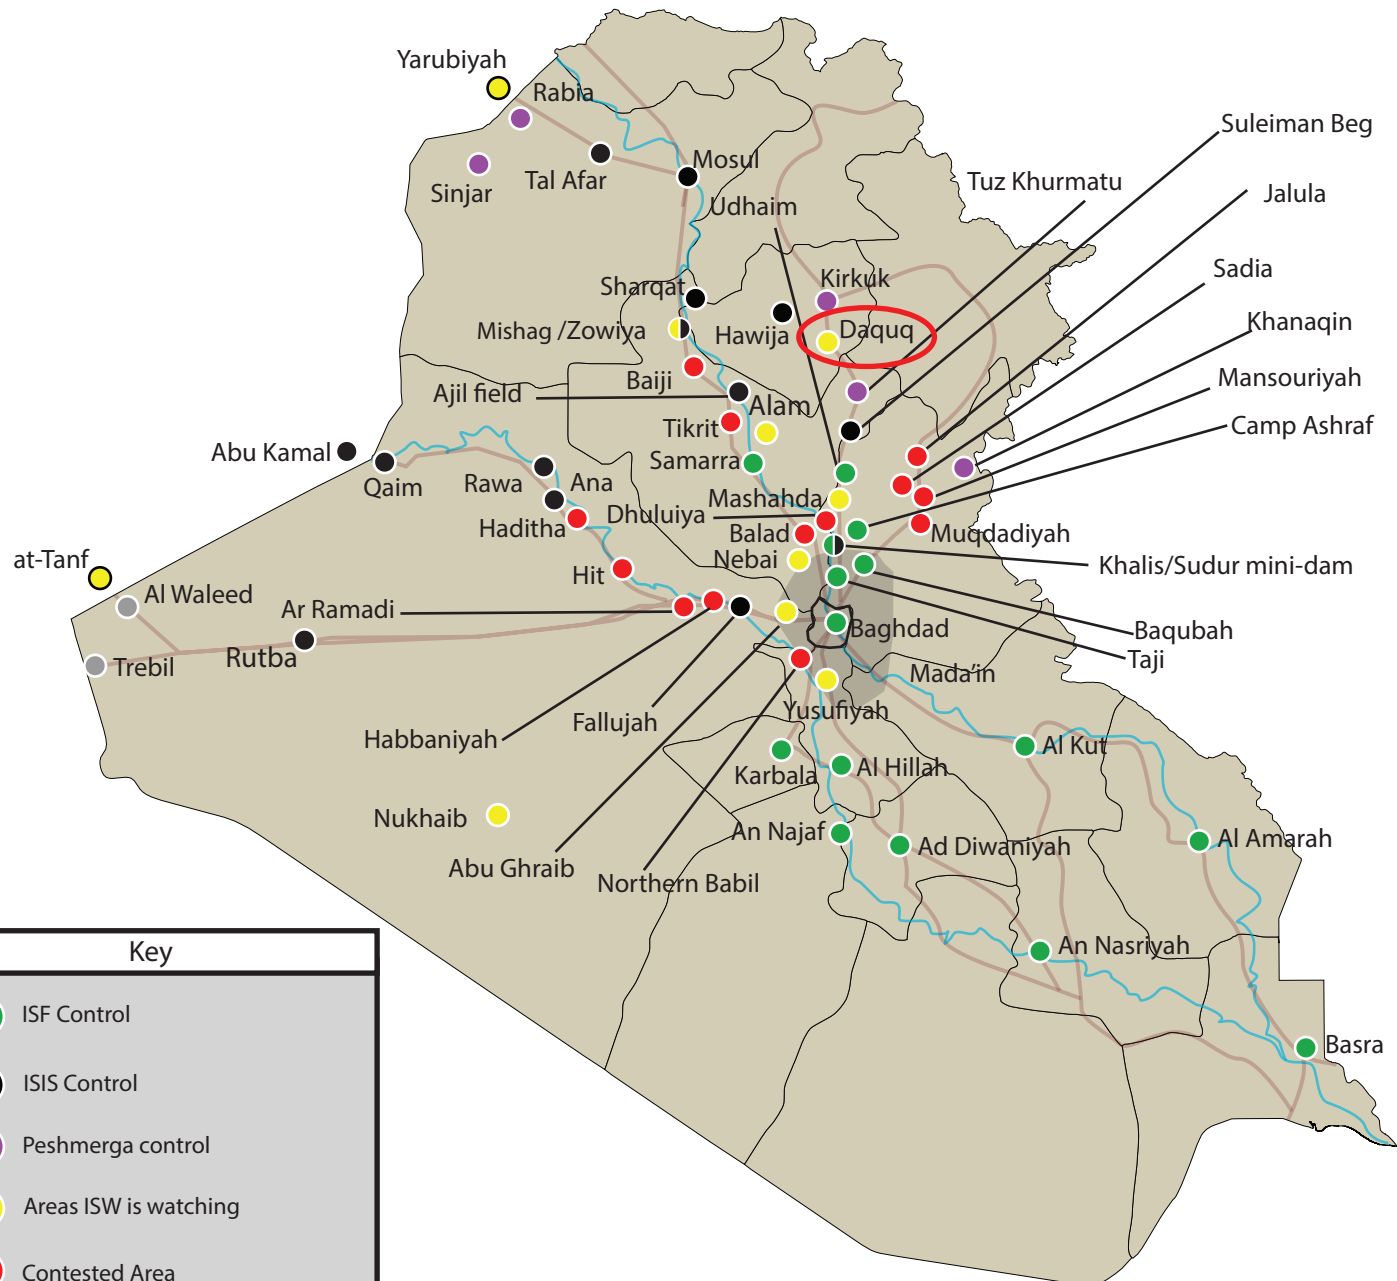 Yarubiyah
Rabia
Suleiman Beg
Mosul
Tal Afar
Tuz Khurmatu
Sinjar
Jalula
Udhaim
Sadia
Kirkuk
Sharqat
Khanaqin
Mishag /Zowiya
Hawija
Daquq
Baiji
Mansouriyah
Ajil field
Alam
Camp Ashraf
Tikrit
Abu Kamal
Samarra
Qaim
Rawa
Ana
Mashahda
Dhuluiya
Haditha
Balad
Muqdadiyah
at-Tanf
Nebai
Khalis/Sudur mini-dam
Hit
Al Waleed
Ar Ramadi
Baghdad
Baqubah
Rutba
Taji
Trebil
Mada'in
Yusufiyah
Fallujah
Habbaniyah
Al Kut
Karbala
Al Hillah
Nukhaib
An Najaf
Ad Diwaniyah
Al Amarah
Abu Ghraib
Northern Babil
An Nasriyah
Basra
Key
ISF Control
ISIS Control
Peshmerga control
Areas ISW is watching
Contested Area